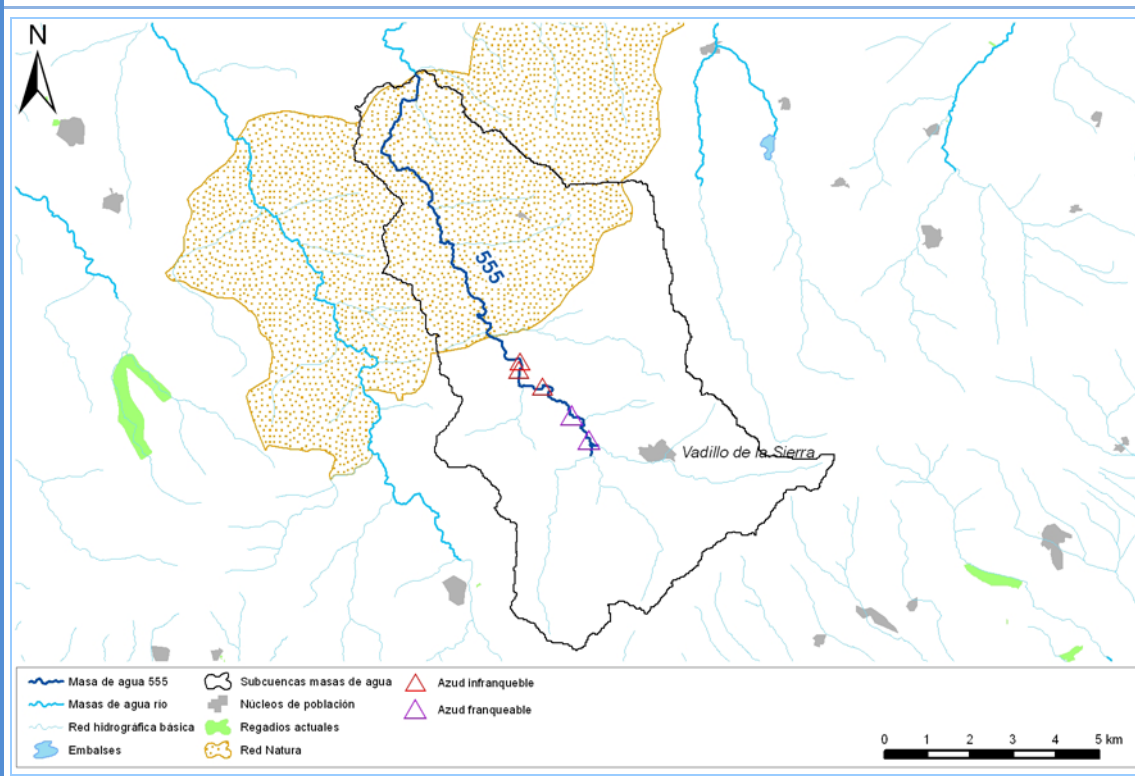 N
555
Vadillo de la Sierra
Masa de agua 555
Masas de agua río
Red hidrográfica básica
Embalses
Subcuencas masas de agua
Núcleos de población
Regadios actuales
Red Natura
Azud infranqueble
Azud franqueable
0 1 2 3 4 5 km